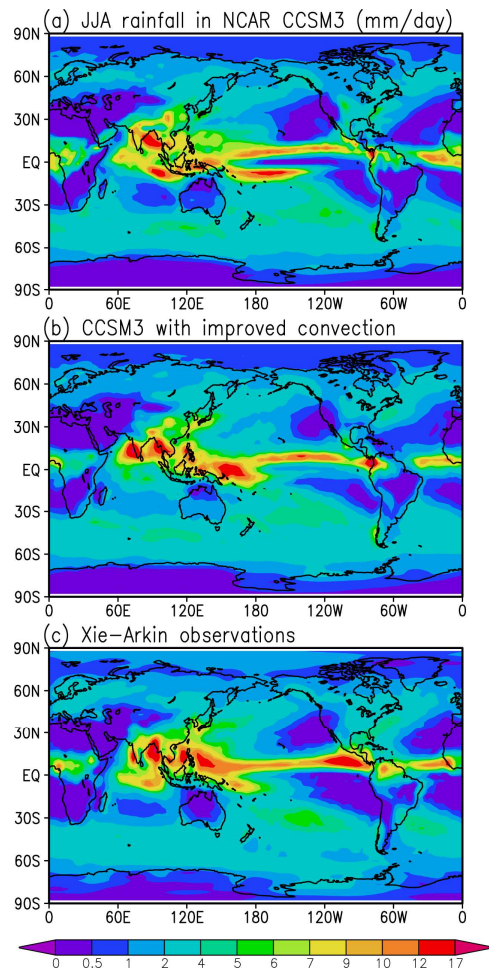 (a) JJA rainfall in NCAR CCSM3 (mm/day)
90N
60N
30N
EQ
30S
60S
90S
0 60E 120E 180 120W 60W 0
(b) CCSM3 with improved convection
90N
60N
30N
EQ
30S
60S
90S
0 60E 120E 180 120W 60W 0
(c) Xie-Arkin observations
90N
60N
30N
EQ
30S
60S
90S
0 60E 120E 180 120W 60W 0
0 0.5 1 2 4 5 6 7 9 10 12 17